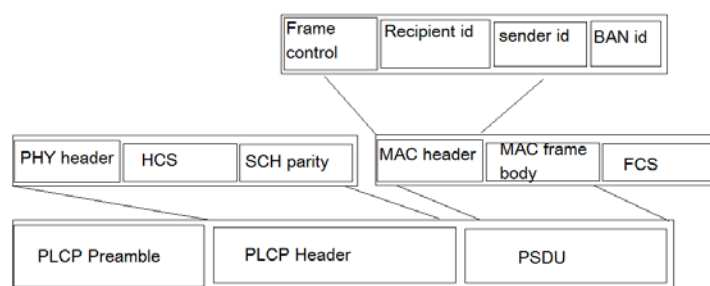 Frame control
Recipient id
sender id
BAN id
PHY header
HCS
SCH parity
MAC header
MAC frame
body
FCS
PLCP Preamble
PLCP Header
PSDU